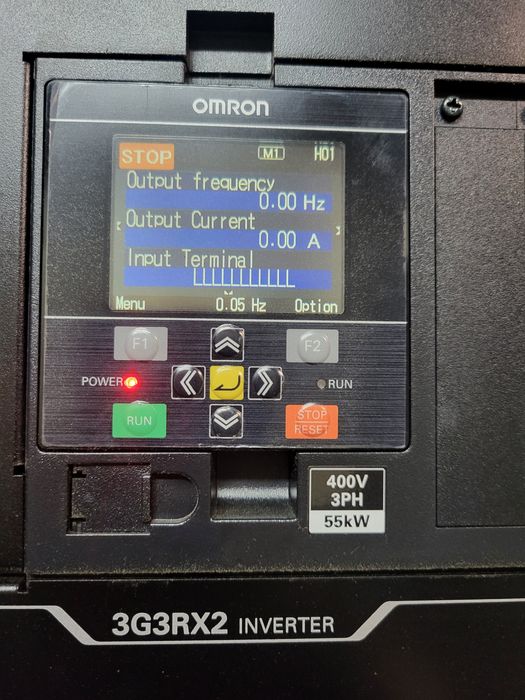 OMRON
STOP M1 H01
Output frequency
0.00 Hz
Output Current
0.00 A
Input Terminal
LLLLLLLLLLL
Menu 0.05 Hz Option
F1 F2
POWER RUN
RUN STOP
RESET
400V
3PH
55kW
3G3RX2 INVERTER